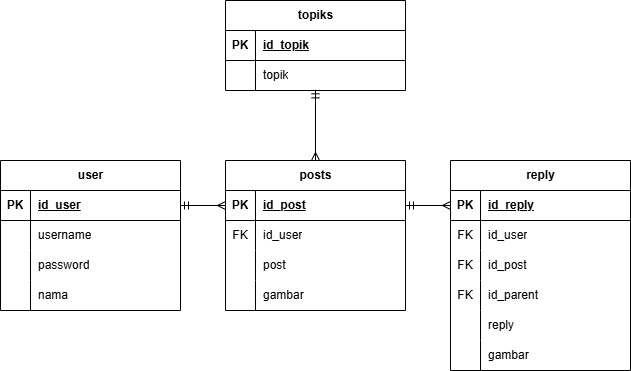 topiks
PK id_topik
topik
user
PK id_user
username
password
nama
posts
PK id_post
FK id_user
post
gambar
reply
PK id_reply
FK id_user
FK id_post
FK id_parent
reply
gambar